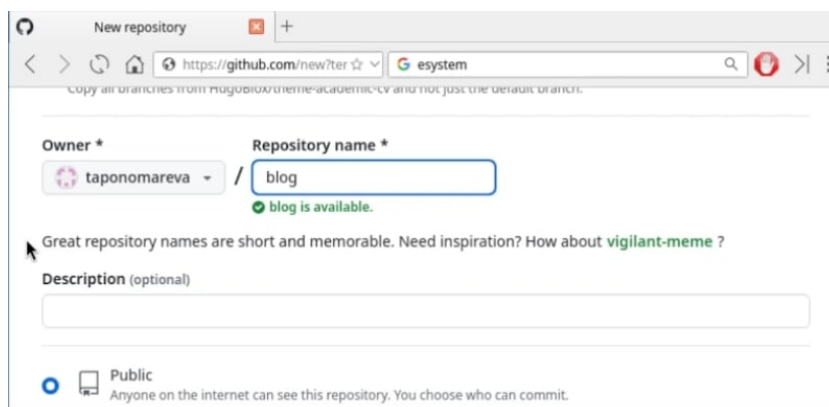 New repository
https://github.com/new?ter
esystem
Copy all branches from HugoBlox/theme-academic-cv and not just the default branch.
Owner * Repository name *
taponomareva / blog
blog is available.
Great repository names are short and memorable. Need inspiration? How about vigilant-meme ?
Description (optional)
Public
Anyone on the internet can see this repository. You choose who can commit.